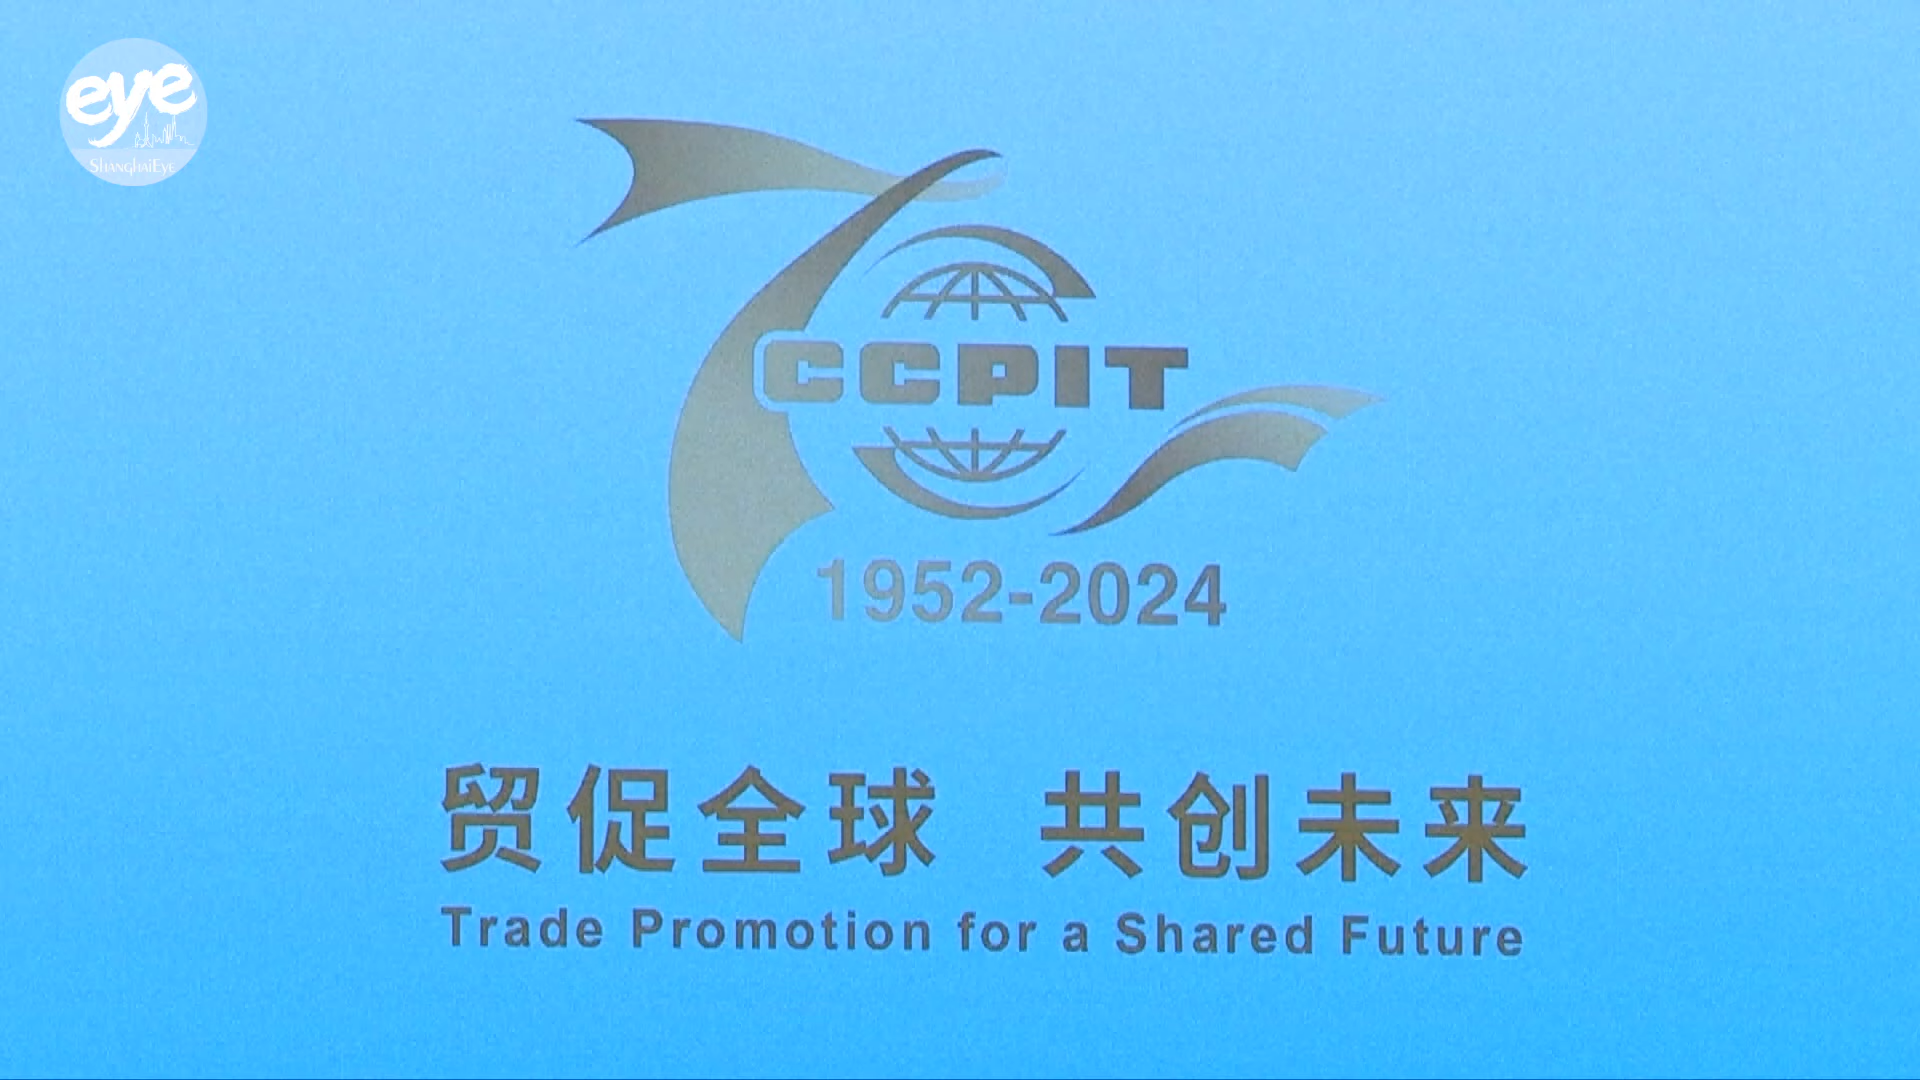 eye
ShanghaiEye
CCPIT
1952-2024
贸促全球 共创未来
Trade Promotion for a Shared Future